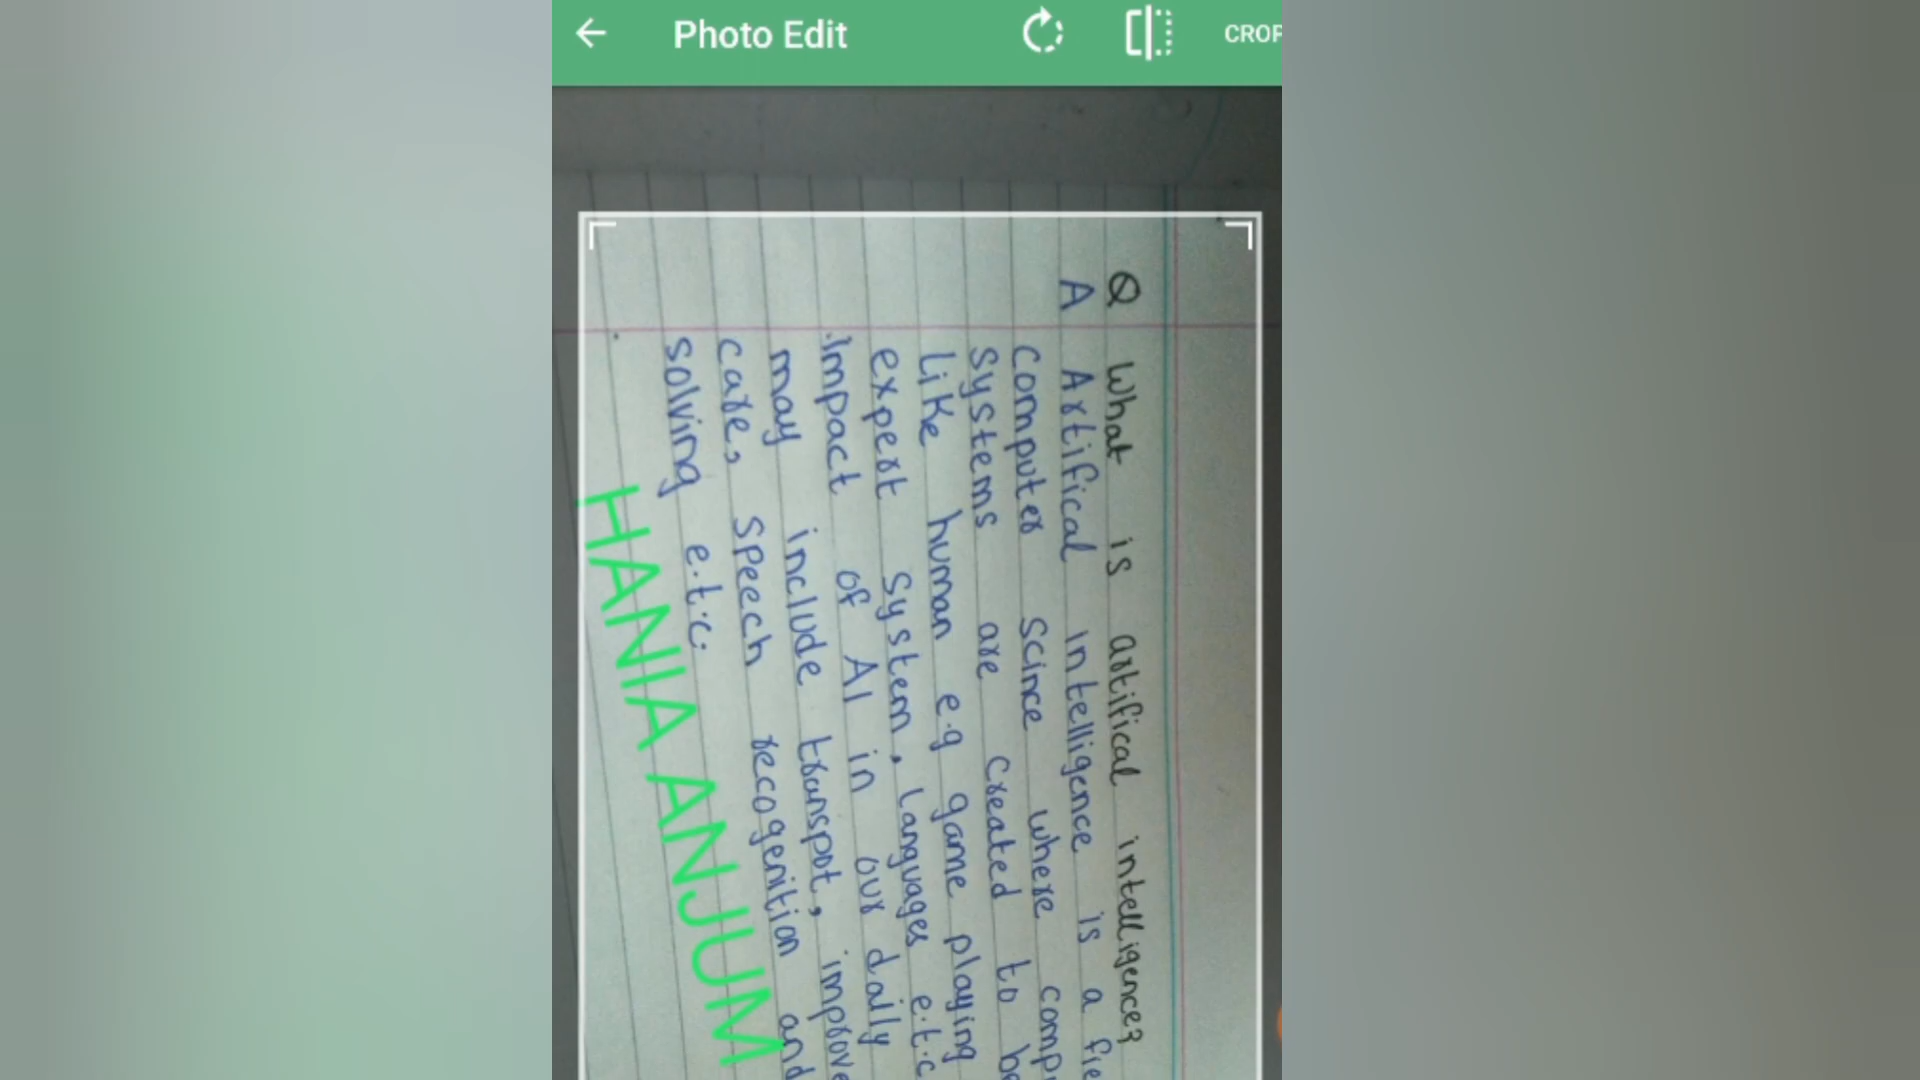 Photo Edit
CROP
Q What is artifical intelligence?
A Artifical intelligence is a fie
Computer scince where comp
Systems are created to be
Like human e.g game playing
expert System, Languages e.t.c
Impact of AI in our daily
may include transpot, improve
care, speech recogenition and
solving e.t.c.
HANIA ANJUM